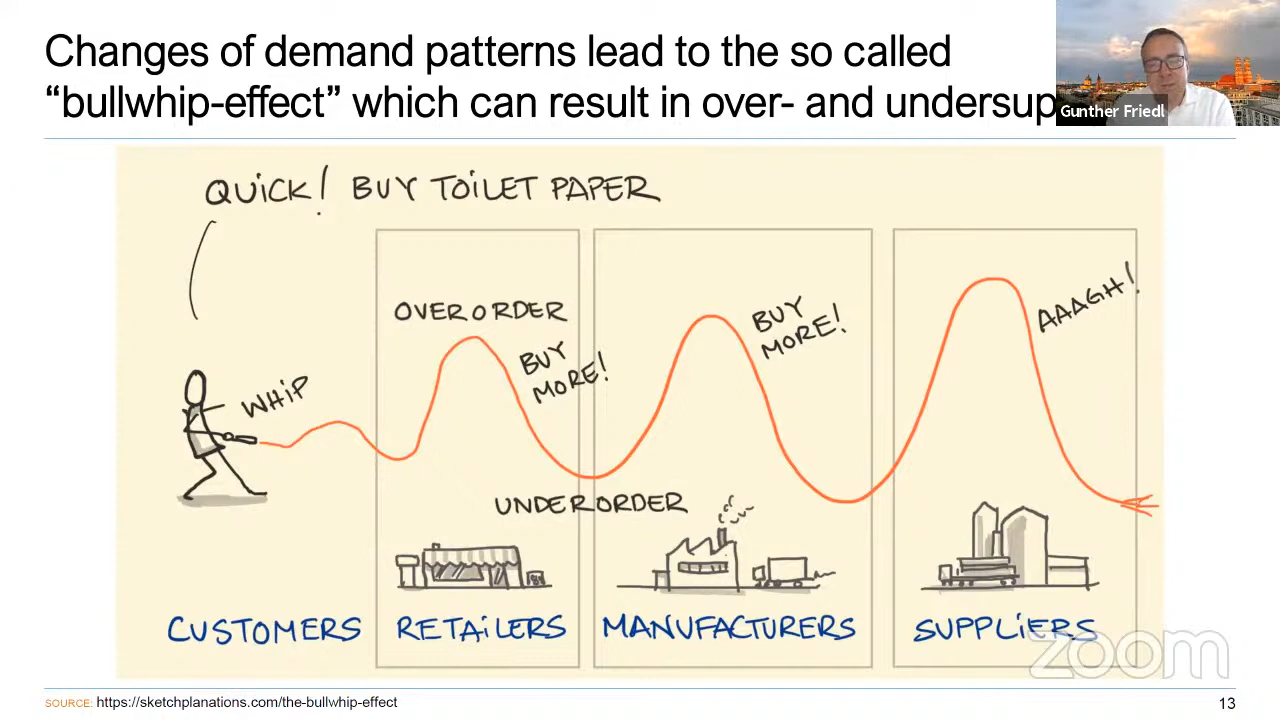 Changes of demand patterns lead to the so called
“bullwhip-effect” which can result in over- and undersup
Gunther Friedl
QUICK! BUY TOILET PAPER
WHIP
OVERORDER
BUY
MORE!
BUY
MORE!
AAAGH!
UNDERORDER
CUSTOMERS
RETAILERS
MANUFACTURERS
SUPPLIERS
zoom
SOURCE: https://sketchplanations.com/the-bullwhip-effect
13